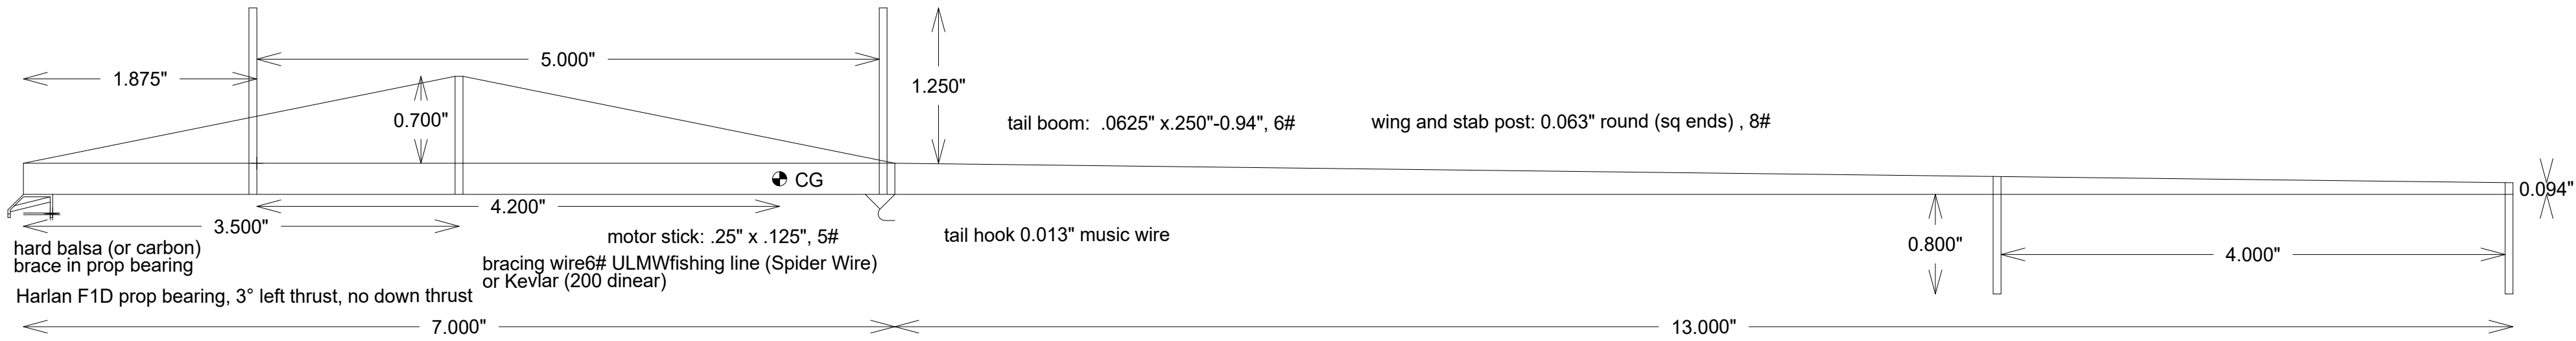 5.000"
1.875"
1.250"
0.700"
tail boom:  .0625" x.250"-0.94", 6#
wing and stab post: 0.063" round (sq ends) , 8#
CG
0.094"
4.200"
3.500"
motor stick: .25" x .125", 5#
tail hook 0.013" music wire
0.800"
4.000"
hard balsa (or carbon)
brace in prop bearing
bracing wire6# ULMWfishing line (Spider Wire)
or Kevlar (200 dinear)
Harlan F1D prop bearing, 3° left thrust, no down thrust
7.000"
13.000"